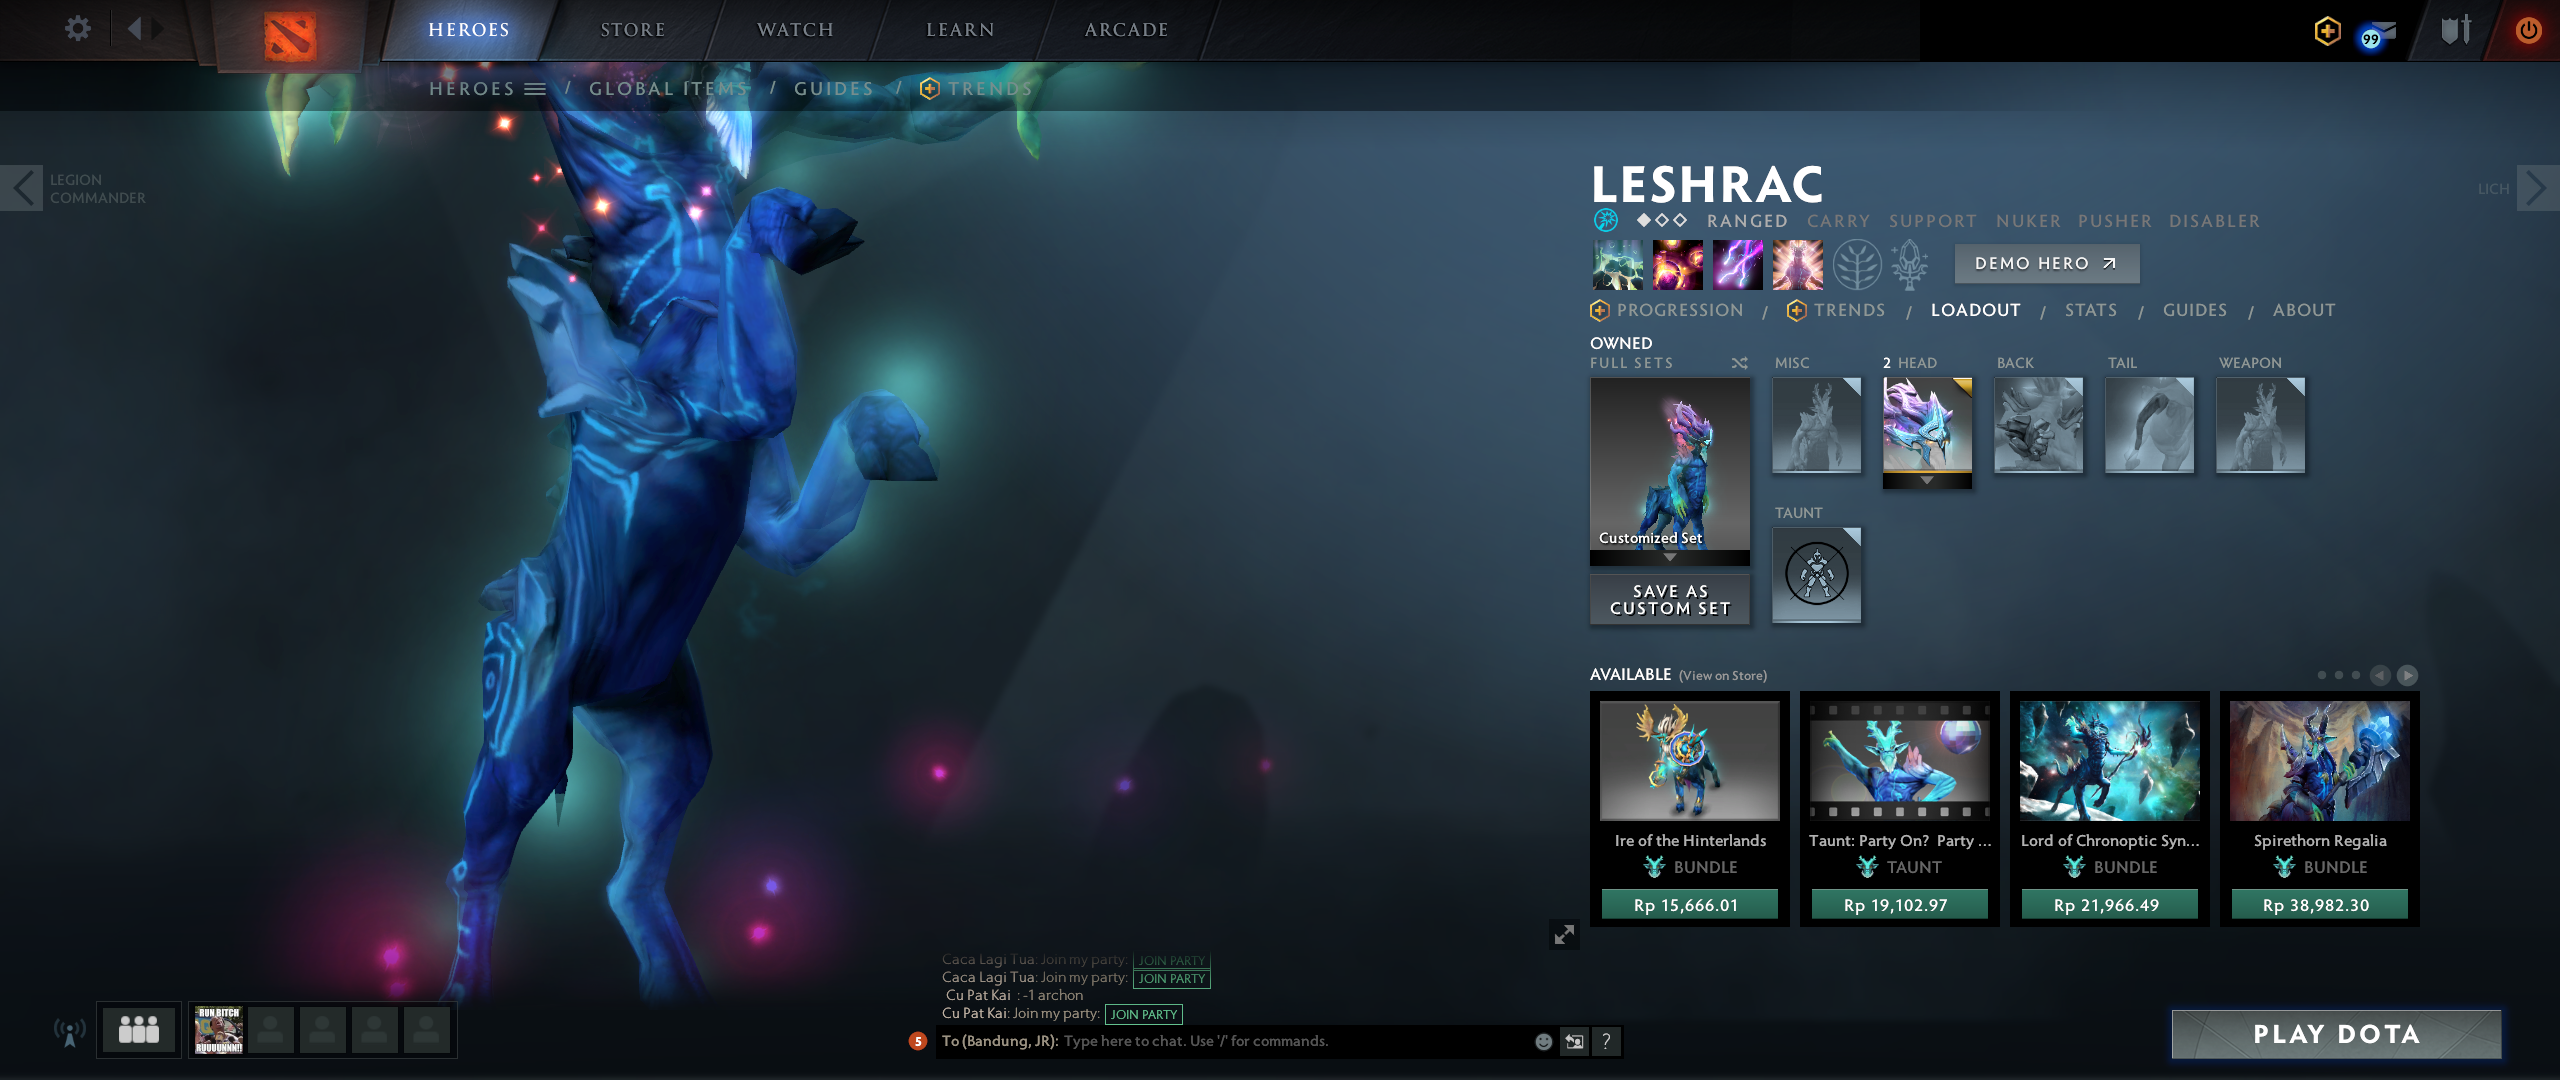 HEROES
STORE
WATCH
LEARN
ARCADE
99
HEROES / GLOBAL ITEMS / GUIDES / TRENDS
LEGION
COMMANDER
LICH
LESHRAC
RANGED CARRY SUPPORT NUKER PUSHER DISABLER
DEMO HERO
PROGRESSION / TRENDS / LOADOUT / STATS / GUIDES / ABOUT
OWNED
FULL SETS
MISC
2 HEAD
BACK
TAIL
WEAPON
Customized Set
SAVE AS
CUSTOM SET
TAUNT
AVAILABLE (View on Store)
Ire of the Hinterlands
BUNDLE
Rp 15,666.01
Taunt: Party On? Party ...
TAUNT
Rp 19,102.97
Lord of Chronoptic Syn...
BUNDLE
Rp 21,966.49
Spirethorn Regalia
BUNDLE
Rp 38,982.30
Caca Lagi Tua: Join my party: JOIN PARTY
Caca Lagi Tua: Join my party: JOIN PARTY
Cu Pat Kai : -1 archon
Cu Pat Kai: Join my party: JOIN PARTY
5 To (Bandung, JR): Type here to chat. Use '/' for commands.
?
RUN BITCH
RUUUUNNN!!
PLAY DOTA